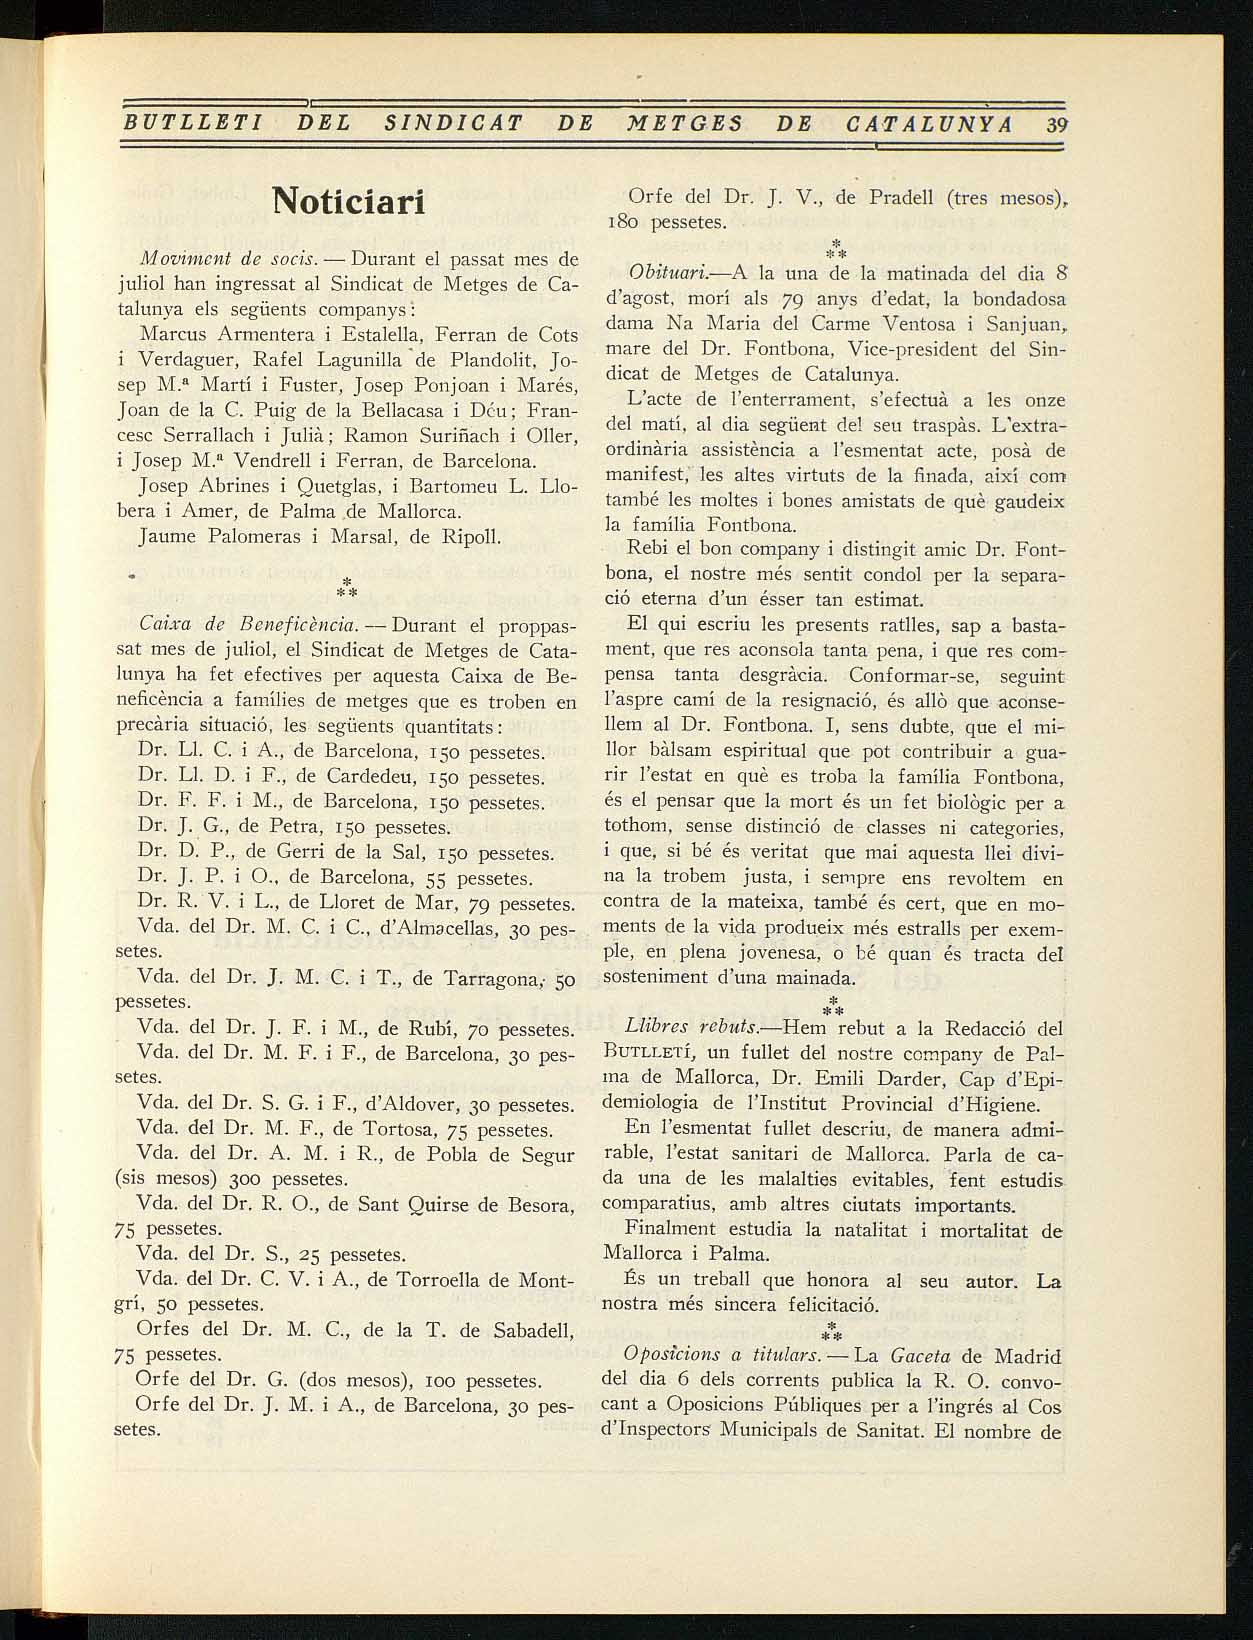 BUTLLETI DEL SINDICAT DE METGES DE CATALUNYA 39
Noticiari
Moviment de socis. — Durant el passat mes de
juliol han ingressat al Sindicat de Metges de Ca-
talunya els següents companys:
Marcus Armentera i Estalella, Ferran de Cots
i Verdaguer, Rafel Lagunilla de Plandolit, Jo-
sep M.ª Martí i Fuster, Josep Ponjoan i Marés,
Joan de la C. Puig de la Bellacasa i Déu; Fran-
cesc Serrallach i Julià; Ramon Suriñach i Oller,
i Josep M.ª Vendrell i Ferran, de Barcelona.
Josep Abrines i Quetglas, i Bartomeu L. Llo-
bera i Amer, de Palma de Mallorca.
Jaume Palomeras i Marsal, de Ripoll.
*
**
Caixa de Beneficència. — Durant el proppas-
sat mes de juliol, el Sindicat de Metges de Cata-
lunya ha fet efectives per aquesta Caixa de Be-
neficència a famílies de metges que es troben en
precària situació, les següents quantitats:
Dr. Ll. C. i A., de Barcelona, 150 pessetes.
Dr. Ll. D. i F., de Cardedeu, 150 pessetes.
Dr. F. F. i M., de Barcelona, 150 pessetes.
Dr. J. G., de Petra, 150 pessetes.
Dr. D. P., de Gerri de la Sal, 150 pessetes.
Dr. J. P. i O., de Barcelona, 55 pessetes.
Dr. R. V. i L., de Lloret de Mar, 79 pessetes.
Vda. del Dr. M. C. i C., d'Almacellas, 30 pes-
setes.
Vda. del Dr. J. M. C. i T., de Tarragona, 50
pessetes.
Vda. del Dr. J. F. i M., de Rubí, 70 pessetes.
Vda. del Dr. M. F. i F., de Barcelona, 30 pes-
setes.
Vda. del Dr. S. G. i F., d'Aldover, 30 pessetes.
Vda. del Dr. M. F., de Tortosa, 75 pessetes.
Vda. del Dr. A. M. i R., de Pobla de Segur
(sis mesos) 300 pessetes.
Vda. del Dr. R. O., de Sant Quirse de Besora,
75 pessetes.
Vda. del Dr. S., 25 pessetes.
Vda. del Dr. C. V. i A., de Torroella de Mont-
grí, 50 pessetes.
Orfes del Dr. M. C., de la T. de Sabadell,
75 pessetes.
Orfe del Dr. G. (dos mesos), 100 pessetes.
Orfe del Dr. J. M. i A., de Barcelona, 30 pes-
setes.
Orfe del Dr. J. V., de Pradell (tres mesos),
180 pessetes.
*
**
Obituari.—A la una de la matinada del dia 8
d'agost, morí als 79 anys d'edat, la bondadosa
dama Na Maria del Carme Ventosa i Sanjuan,
mare del Dr. Fontbona, Vice-president del Sin-
dicat de Metges de Catalunya.
L'acte de l'enterrament, s'efectuà a les onze
del matí, al dia següent del seu traspàs. L'extra-
ordinària assistència a l'esmentat acte, posà de
manifest, les altes virtuts de la finada, així com
també les moltes i bones amistats de què gaudeix
la família Fontbona.
Rebi el bon company i distingit amic Dr. Font-
bona, el nostre més sentit condol per la separa-
ció eterna d'un ésser tan estimat.
El qui escriu les presents ratlles, sap a basta-
ment, que res aconsola tanta pena, i que res com-
pensa tanta desgràcia. Conformar-se, seguint
l'aspre camí de la resignació, és allò que aconse-
llem al Dr. Fontbona. I, sens dubte, que el mi-
llor bàlsam espiritual que pot contribuir a gua-
rir l'estat en què es troba la família Fontbona,
és el pensar que la mort és un fet biològic per a
tothom, sense distinció de classes ni categories,
i que, si bé és veritat que mai aquesta llei divi-
na la trobem justa, i sempre ens revoltem en
contra de la mateixa, també és cert, que en mo-
ments de la vida produeix més estralls per exem-
ple, en plena jovenesa, o bé quan és tracta del
sosteniment d'una mainada.
*
**
Llibres rebuts.—Hem rebut a la Redacció del
BUTLLETÍ, un fullet del nostre company de Pal-
ma de Mallorca, Dr. Emili Darder, Cap d'Epi-
demiologia de l'Institut Provincial d'Higiene.
En l'esmentat fullet descriu, de manera admi-
rable, l'estat sanitari de Mallorca. Parla de ca-
da una de les malalties evitables, fent estudis
comparatius, amb altres ciutats importants.
Finalment estudia la natalitat i mortalitat de
Mallorca i Palma.
És un treball que honora al seu autor. La
nostra més sincera felicitació.
*
**
Oposicions a titulars. — La Gaceta de Madrid
del dia 6 dels corrents publica la R. O. convo-
cant a Oposicions Públiques per a l'ingrés al Cos
d'Inspectors Municipals de Sanitat. El nombre de